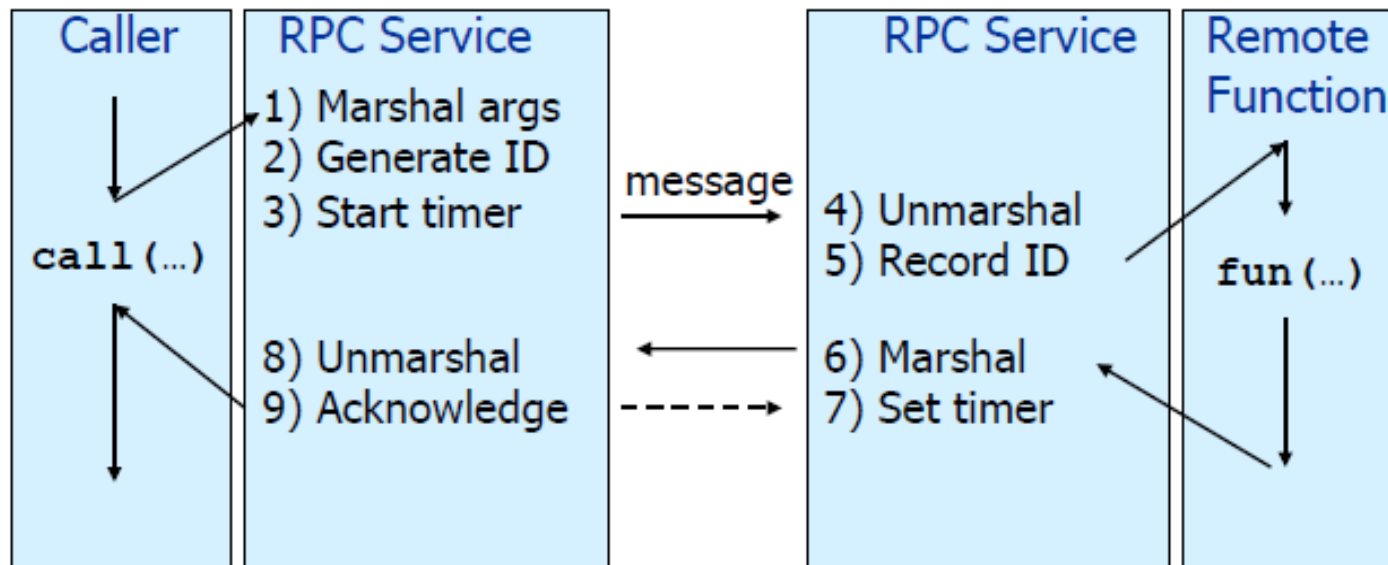 Caller
RPC Service
RPC Service
Remote
Function
1) Marshal args
2) Generate ID
3) Start timer
message
4) Unmarshal
5) Record ID
call(…)
fun(…)
8) Unmarshal
9) Acknowledge
6) Marshal
7) Set timer